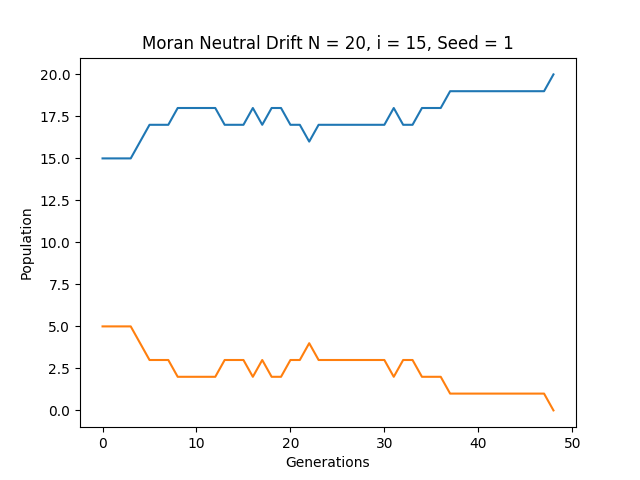 Moran Neutral Drift N = 20, i = 15, Seed = 1
20.0
17.5
15.0
12.5
10.0
7.5
5.0
2.5
0.0
Population
0 10 20 30 40 50
Generations